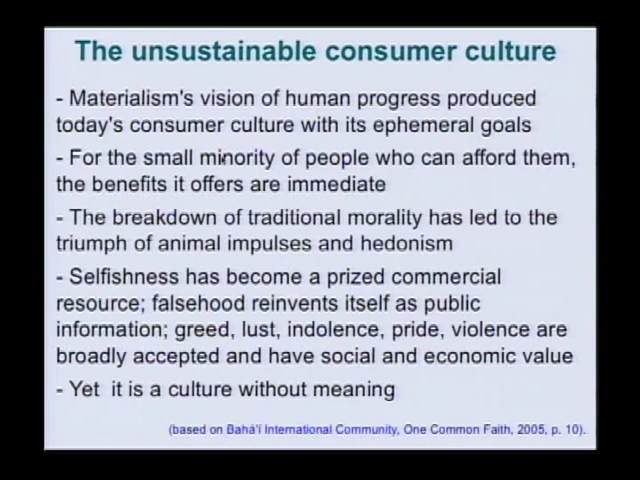 The unsustainable consumer culture
- Materialism's vision of human progress produced
today's consumer culture with its ephemeral goals
- For the small minority of people who can afford them,
the benefits it offers are immediate
- The breakdown of traditional morality has led to the
triumph of animal impulses and hedonism
- Selfishness has become a prized commercial
resource; falsehood reinvents itself as public
information; greed, lust, indolence, pride, violence are
broadly accepted and have social and economic value
- Yet it is a culture without meaning
(based on Bahá'í International Community, One Common Faith, 2005, p. 10).